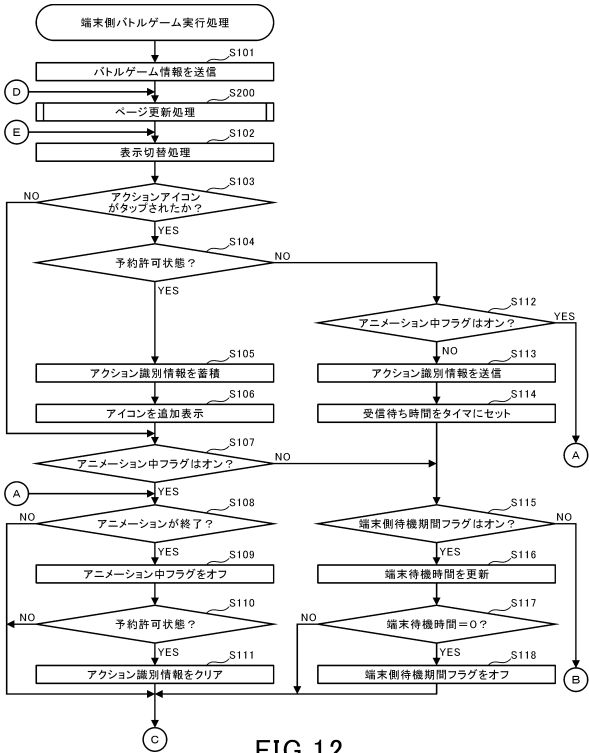 端末側バトルゲーム実行処理
S101
バトルゲーム情報を送信
D
S200
ページ更新処理
E
S102
表示切替処理
S103
アクションアイコン
がタップされたか？
NO
YES
S104
予約許可状態？
NO
YES
S112
アニメーション中フラグはオン？
YES
NO
S105
アクション識別情報を蓄積
S113
アクション識別情報を送信
S106
アイコンを追加表示
S114
受信待ち時間をタイマにセット
A
S107
アニメーション中フラグはオン？
NO
YES
A
S108
アニメーションが終了？
NO
YES
S115
端末側待機期間フラグはオン？
NO
YES
S109
アニメーション中フラグをオフ
S116
端末待機時間を更新
S110
予約許可状態？
NO
YES
S117
端末待機時間＝0？
NO
YES
S111
アクション識別情報をクリア
S118
端末側待機期間フラグをオフ
B
C
FIG.12